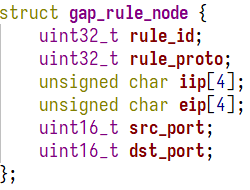 struct gap_rule_node {
    uint32_t rule_id;
    uint32_t rule_proto;
    unsigned char iip[4];
    unsigned char eip[4];
    uint16_t src_port;
    uint16_t dst_port;
};